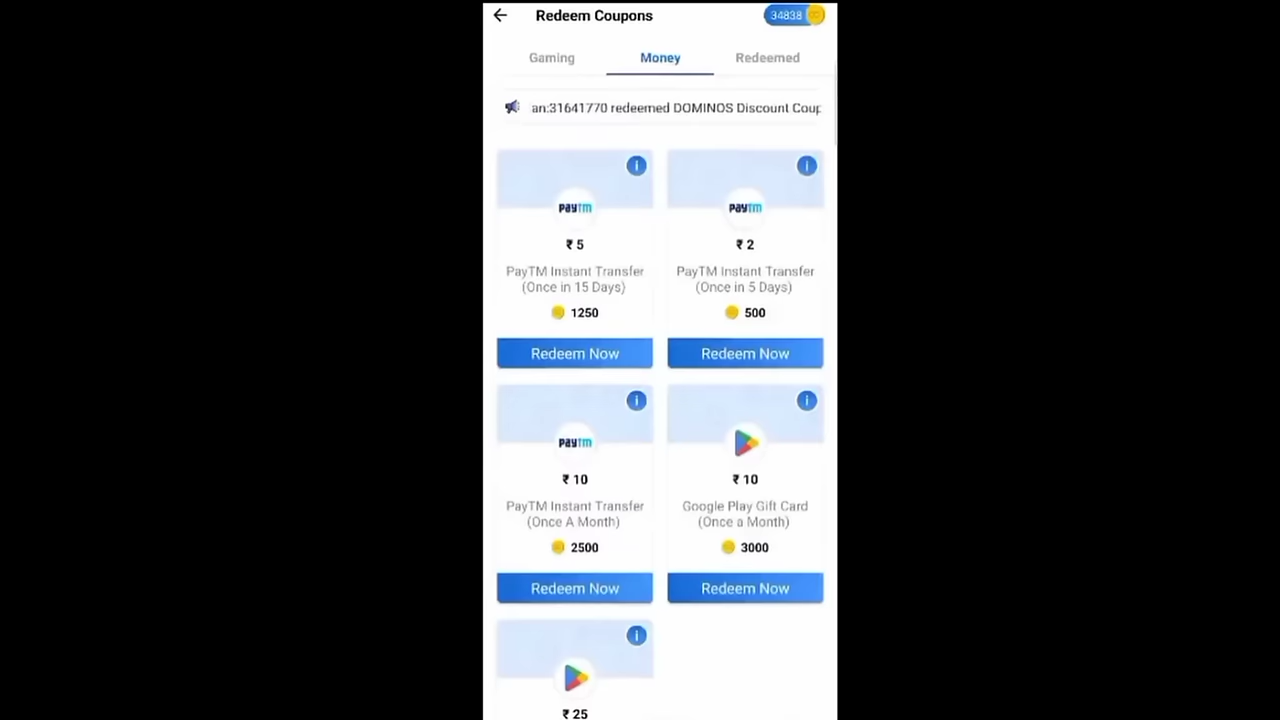 Redeem Coupons
34838
Gaming
Money
Redeemed
an:31641770 redeemed DOMINOS Discount Coup
i
i
PayTM
PayTM
₹ 5
₹ 2
PayTM Instant Transfer
(Once in 15 Days)
PayTM Instant Transfer
(Once in 5 Days)
1250
500
Redeem Now
Redeem Now
i
i
PayTM
₹ 10
₹ 10
PayTM Instant Transfer
(Once A Month)
Google Play Gift Card
(Once a Month)
2500
3000
Redeem Now
Redeem Now
i
₹ 25